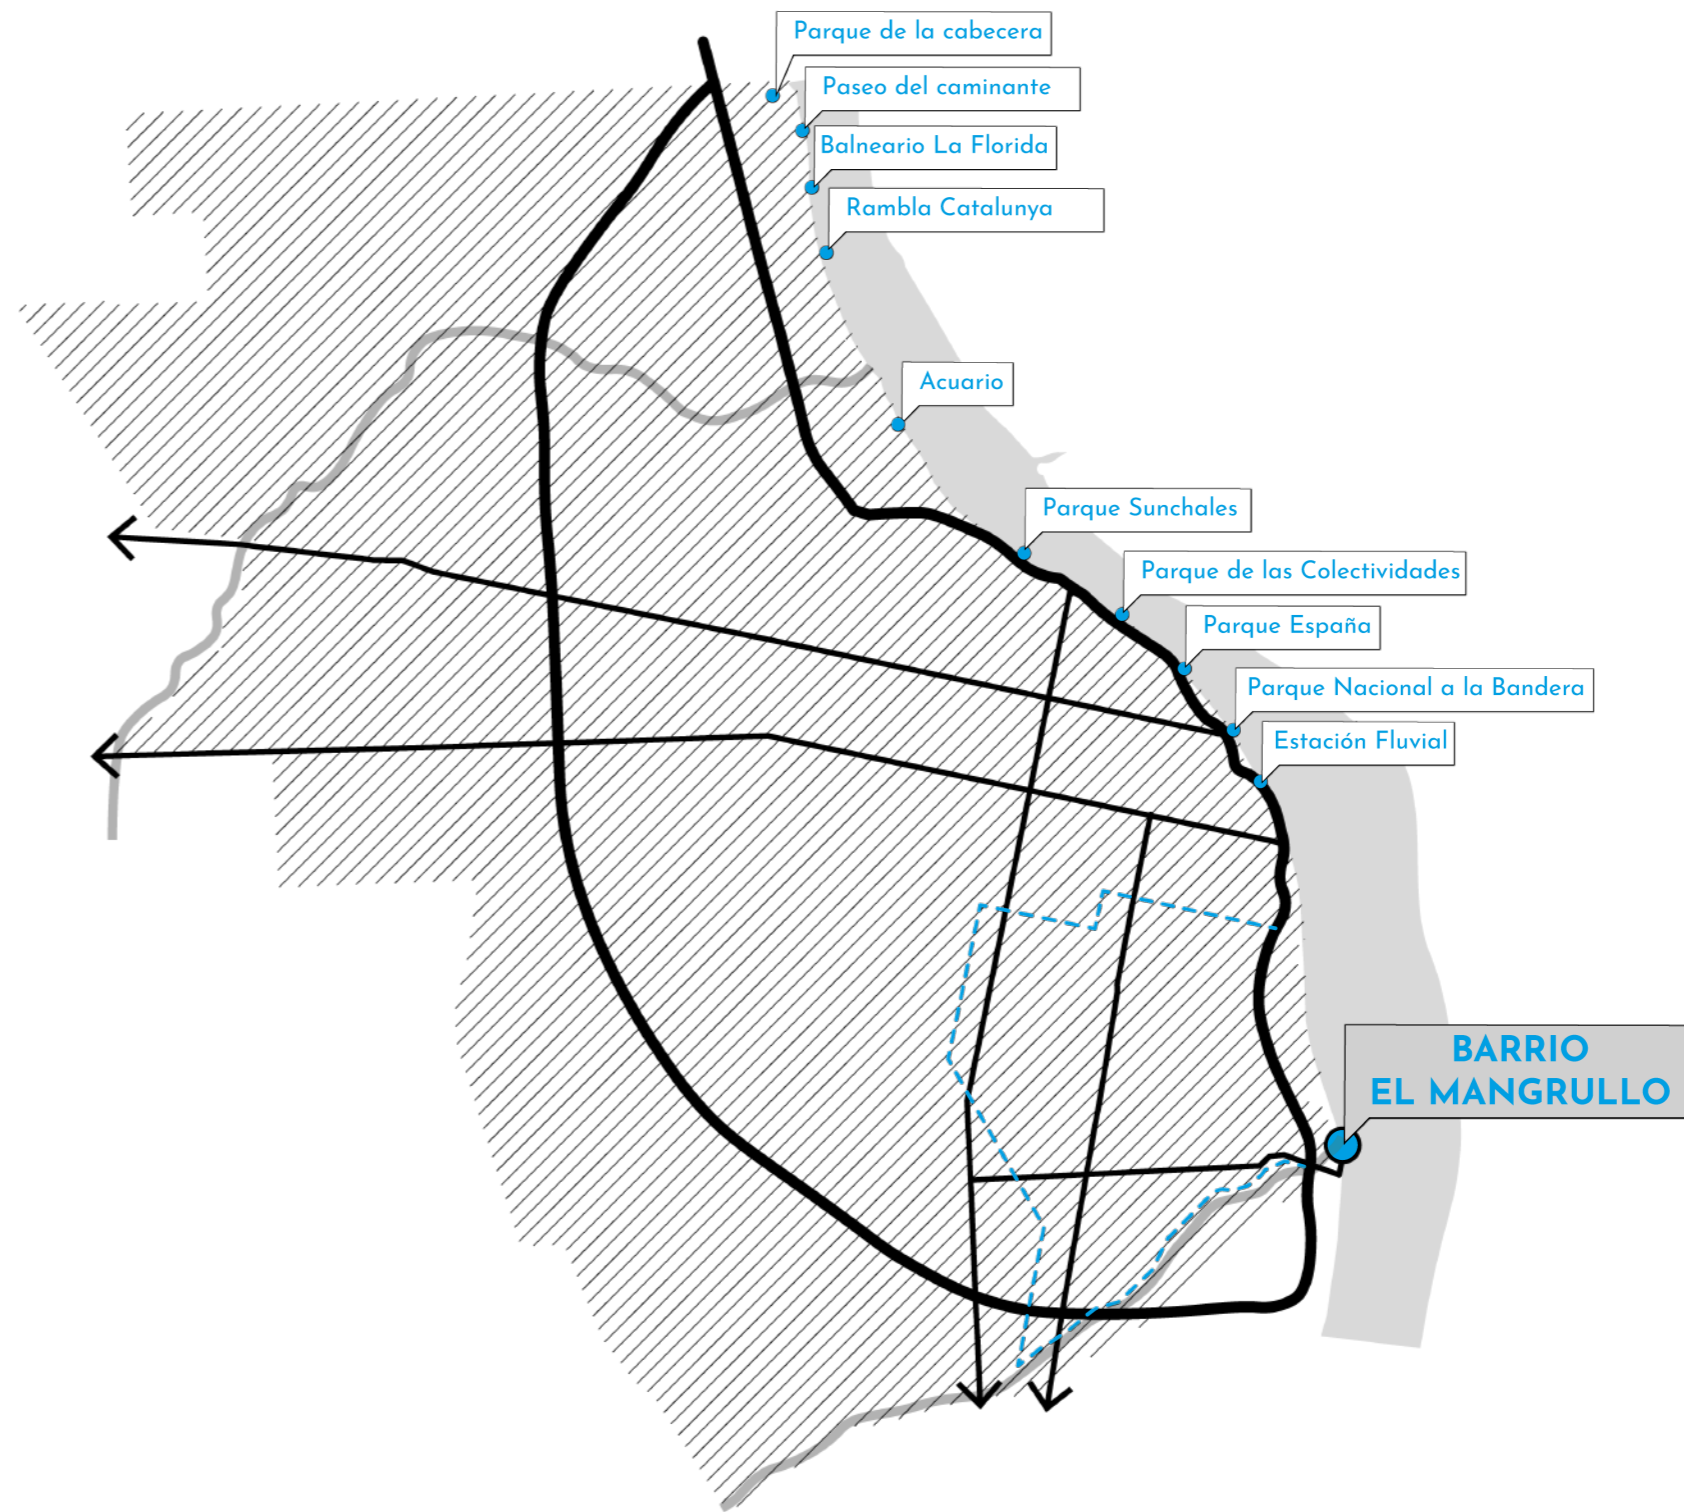 Parque de la cabecera
Paseo del caminante
Balneario La Florida
Rambla Catalunya
Acuario
Parque Sunchales
Parque de las Colectividades
Parque España
Parque Nacional a la Bandera
Estación Fluvial
BARRIO
EL MANGRULLO